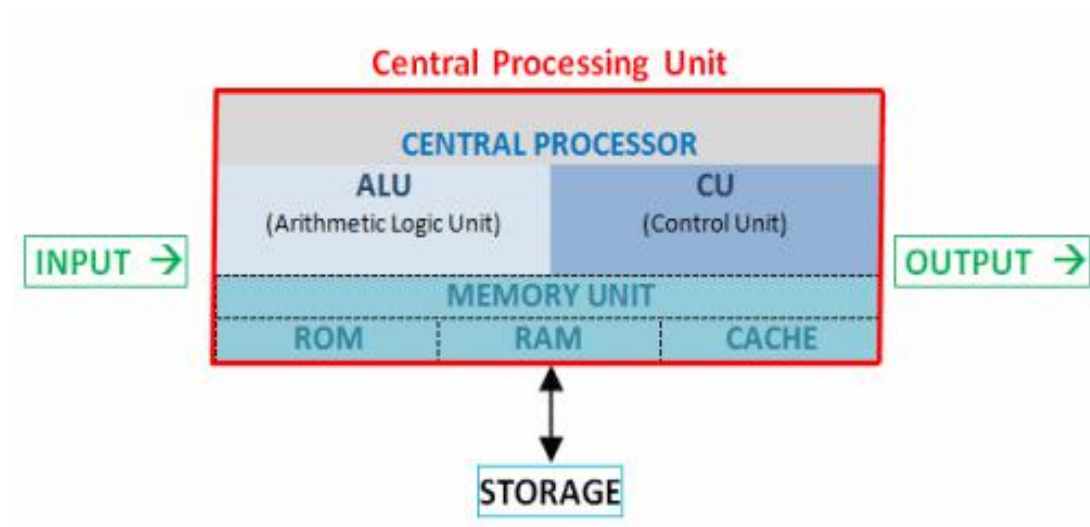 Central Processing Unit
CENTRAL PROCESSOR
ALU
(Arithmetic Logic Unit)
CU
(Control Unit)
INPUT →
OUTPUT →
MEMORY UNIT
ROM
RAM
CACHE
STORAGE